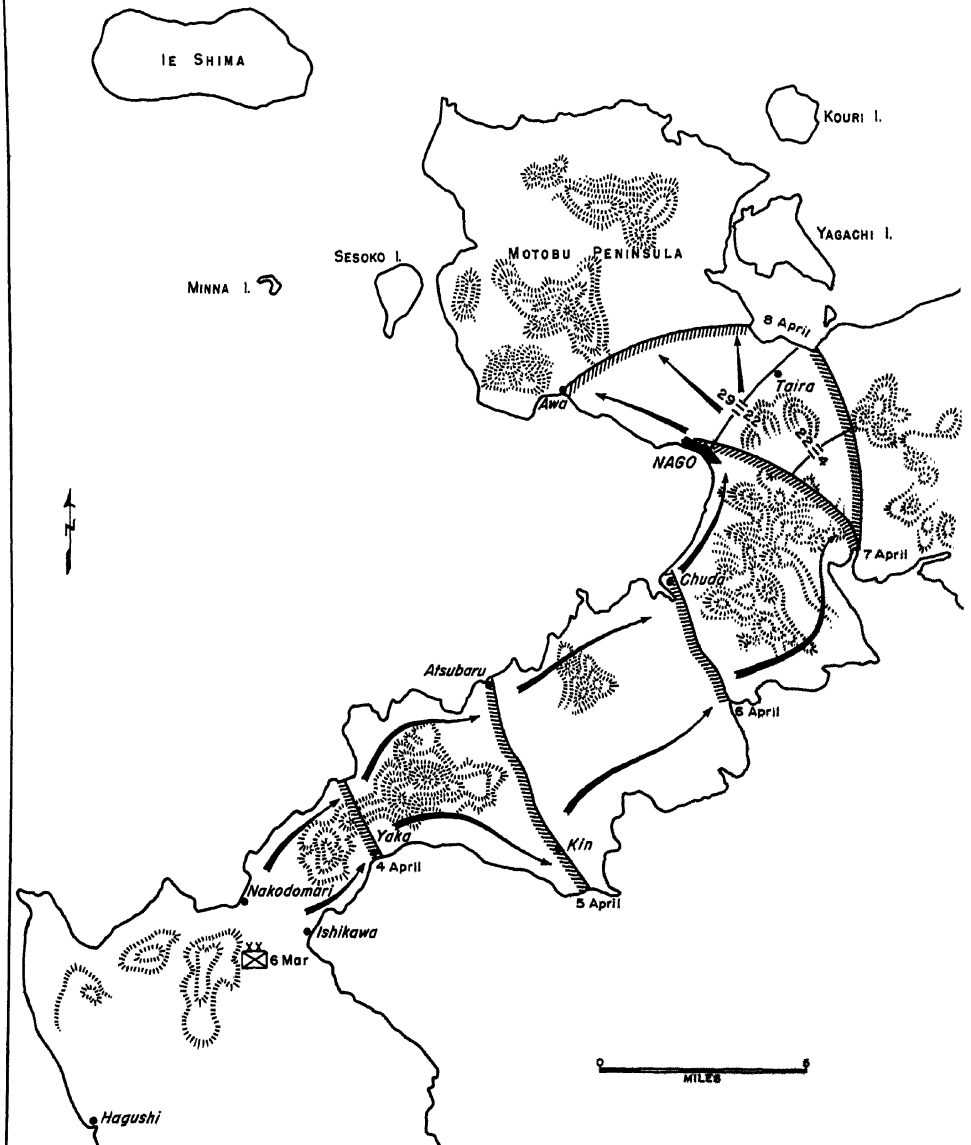 IE SHIMA
KOURI I.
YAGACHI I.
MOTOBU PENINSULA
SESOKO I.
MINNA I.
8 April
Taira
Awa
29 22
22 4
NAGO
7 April
N
Chuda
Atsubaru
6 April
Yaka
Kin
4 April
Nakodomari
5 April
Ishikawa
XX
6 Mar
0 5
MILES
Hagushi